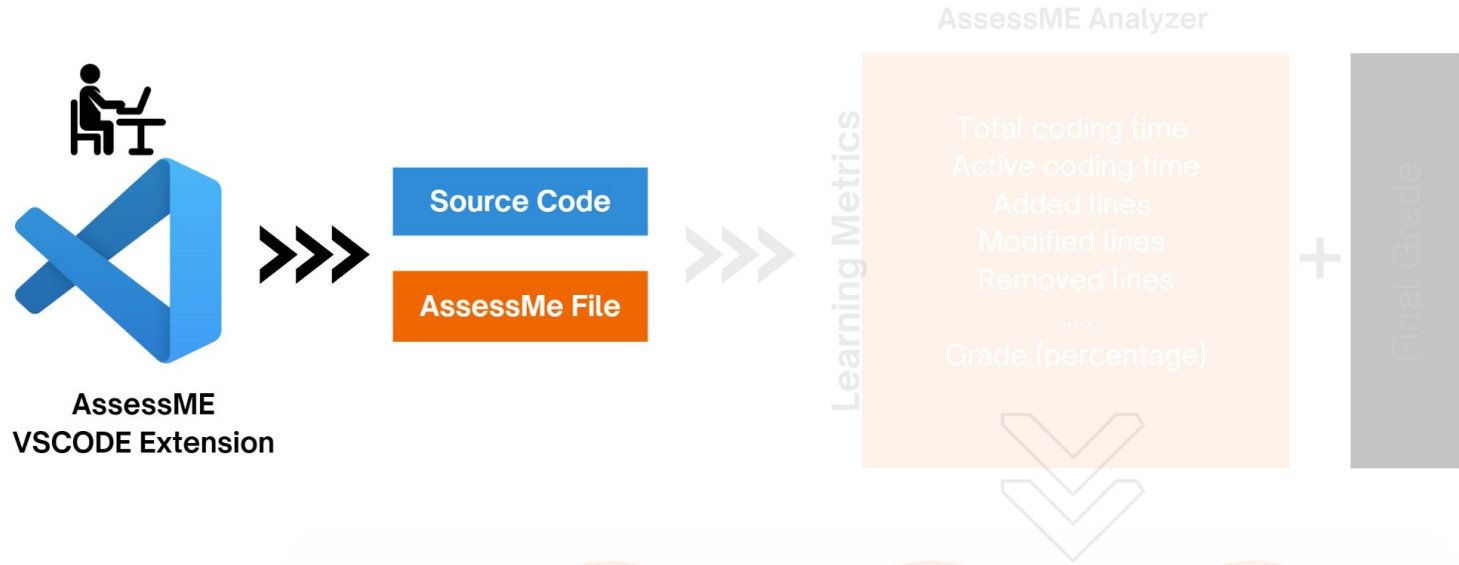 AssessME Analyzer
Source Code
AssessMe File
AssessME
VSCODE Extension
Learning Metrics
Total coding time
Active coding time
Added lines
Modified lines
Removed lines
.....
Grade (percentage)
+
Final Grade